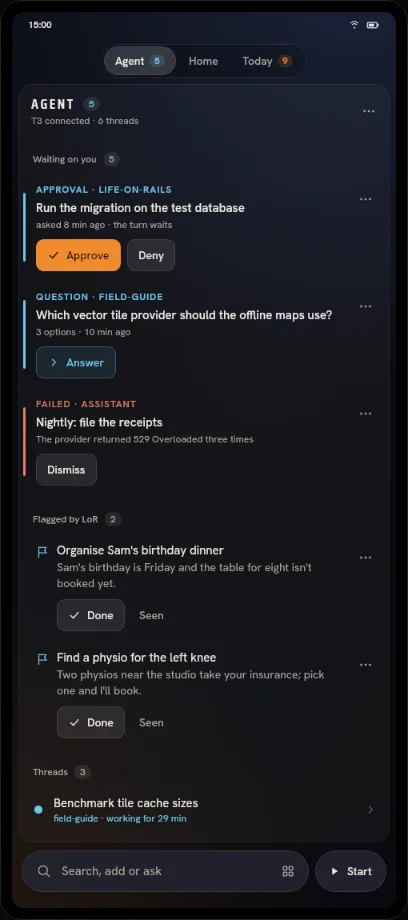 15:00
Agent 5 Home Today 9
AGENT 5
T3 connected · 6 threads
Waiting on you 5
APPROVAL · LIFE-ON-RAILS
Run the migration on the test database
asked 8 min ago · the turn waits
Approve Deny
QUESTION · FIELD-GUIDE
Which vector tile provider should the offline maps use?
3 options · 10 min ago
Answer
FAILED · ASSISTANT
Nightly: file the receipts
The provider returned 529 Overloaded three times
Dismiss
Flagged by LoR 2
Organise Sam's birthday dinner
Sam's birthday is Friday and the table for eight isn't
booked yet.
Done Seen
Find a physio for the left knee
Two physios near the studio take your insurance; pick
one and I'll book.
Done Seen
Threads 3
Benchmark tile cache sizes
field-guide · working for 29 min
Search, add or ask Start